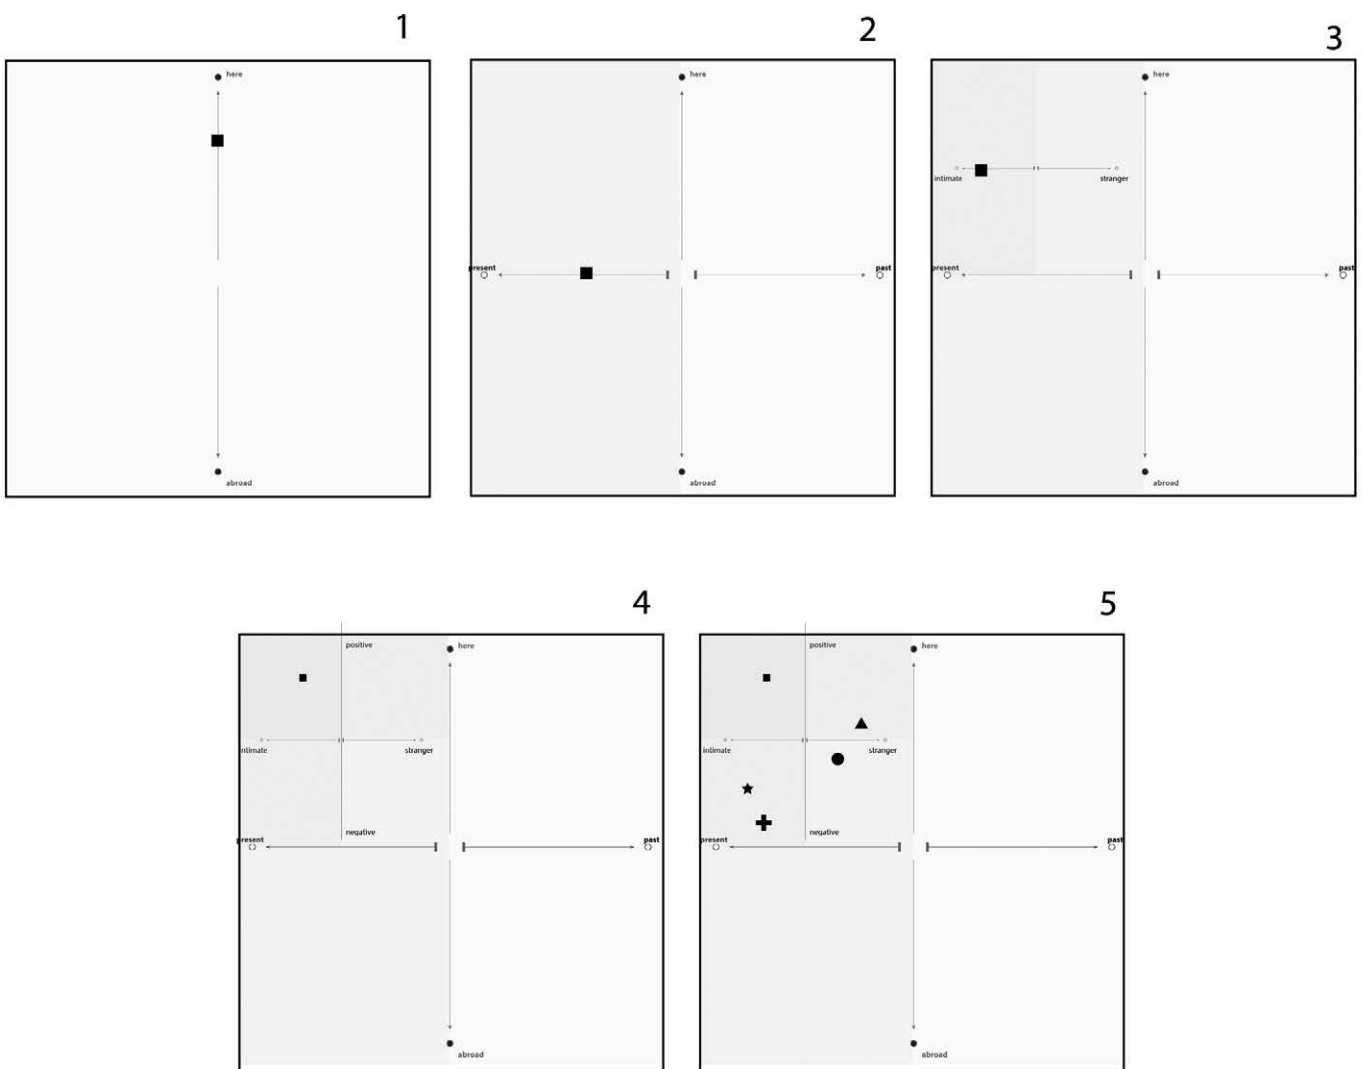 1
2
3
here
here
here
intimate
stranger
present
past
present
past
abroad
abroad
abroad
4
5
positive
here
positive
here
ntimate
stranger
intimate
stranger
negative
negative
present
past
present
past
abroad
abroad